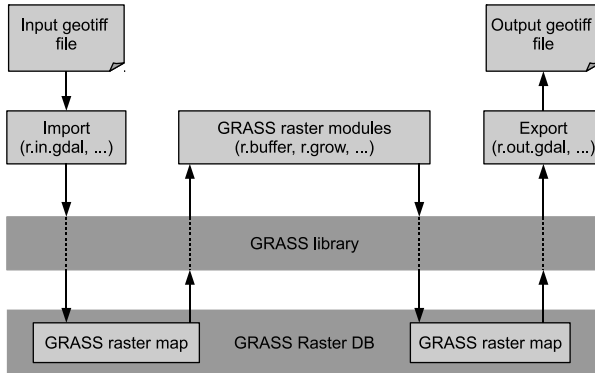 Input geotiff
file
Output geotiff
file
Import
(r.in.gdal, ...)
GRASS raster modules
(r.buffer, r.grow, ...)
Export
(r.out.gdal, ...)
GRASS library
GRASS raster map
GRASS Raster DB
GRASS raster map